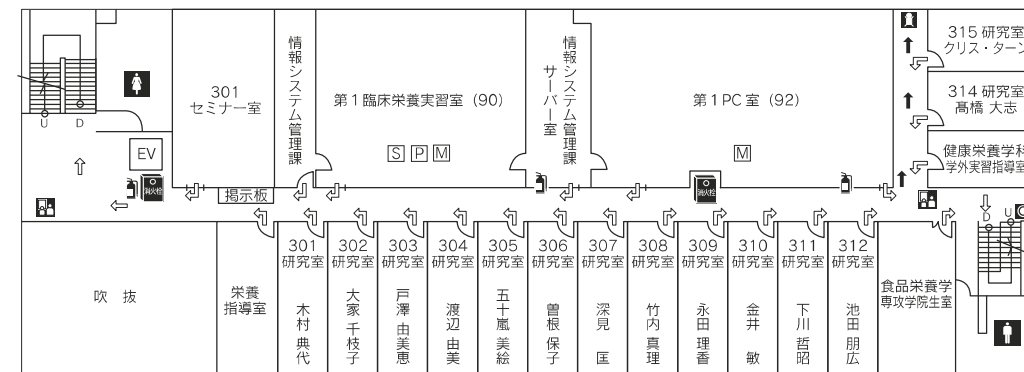 301
セミナー室
情報システム管理課
第1臨床栄養実習室（90）
S P M
情報システム管理課
サーバー室
第1PC室（92）
M
315 研究室
クリス・ターン
314 研究室
髙橋 大志
健康栄養学科
学外実習指導室
U D
EV
消火栓
掲示板
消火栓
D U
吹 抜
栄養
指導室
301
研究室
木村 典代
302
研究室
大家 千枝子
303
研究室
戸澤 由美恵
304
研究室
渡辺 由美
305
研究室
五十嵐 美絵
306
研究室
曽根 保子
307
研究室
深見 匡
308
研究室
竹内 真理
309
研究室
永田 理香
310
研究室
金井 敏
311
研究室
下川 哲昭
312
研究室
池田 朋広
食品栄養学
専攻学院生室